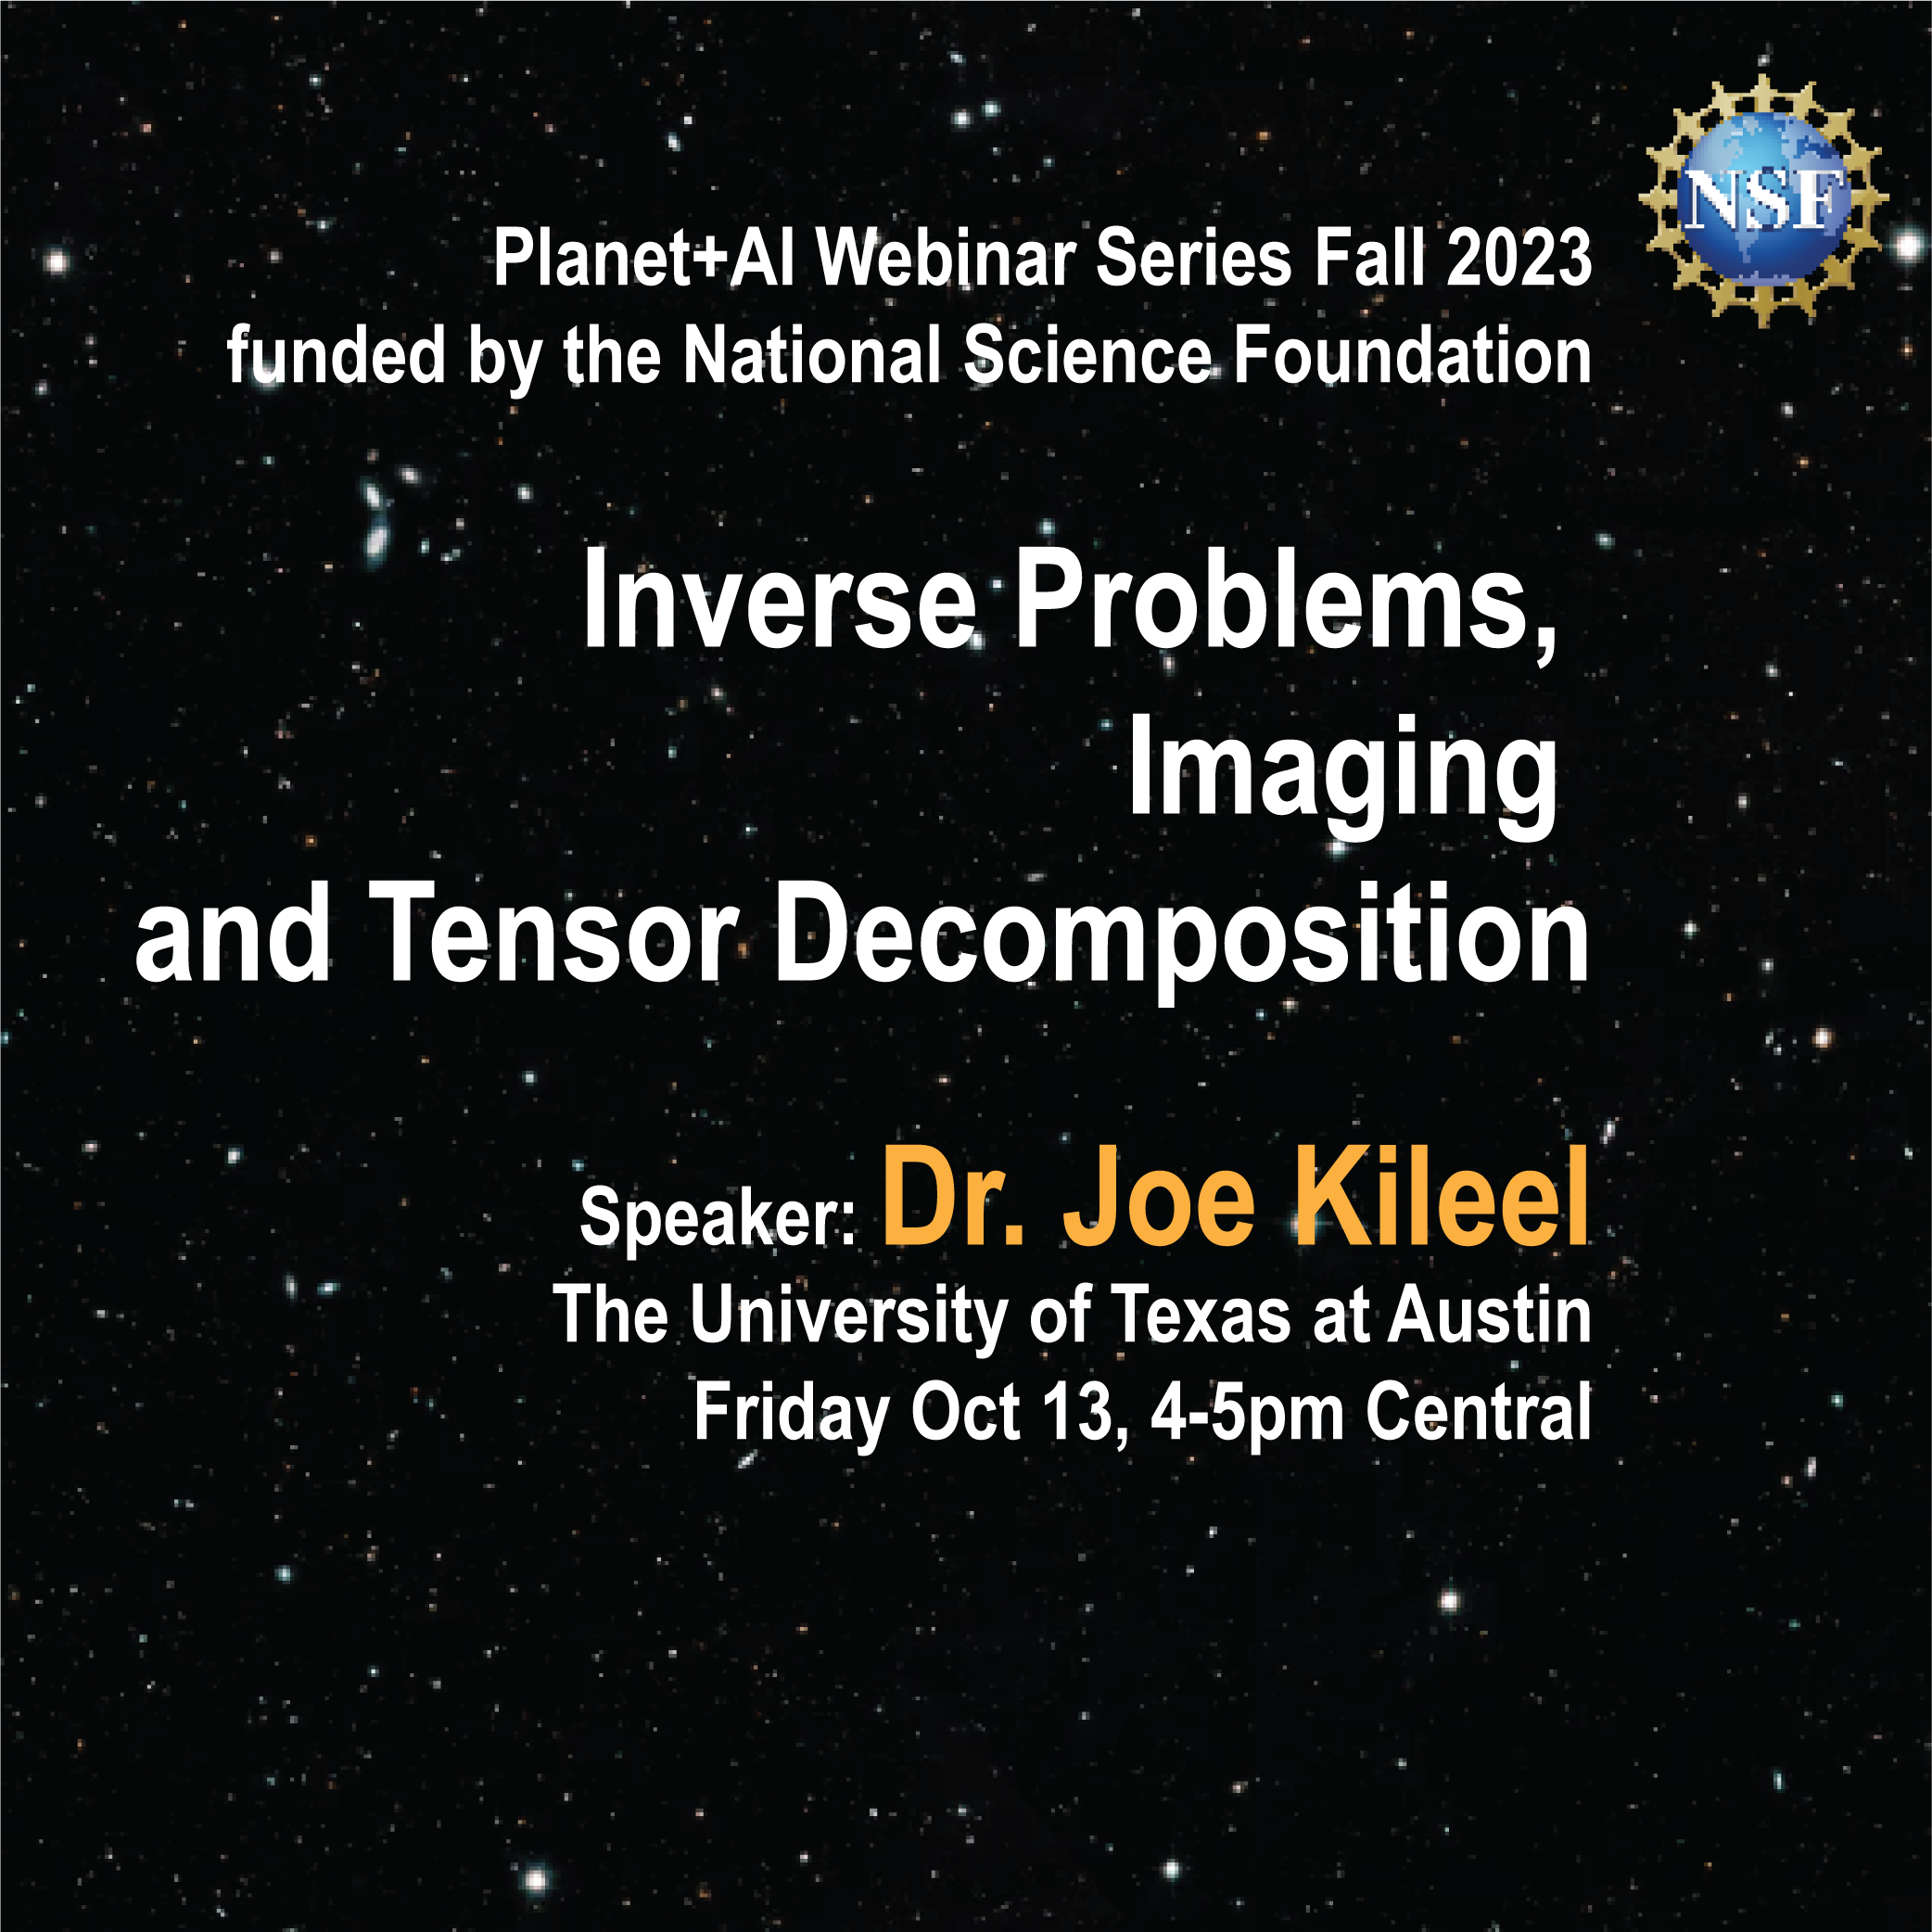 NSF
Planet+AI Webinar Series Fall 2023
funded by the National Science Foundation
Inverse Problems,
Imaging
and Tensor Decomposition
Speaker: Dr. Joe Kileel
The University of Texas at Austin
Friday Oct 13, 4-5pm Central